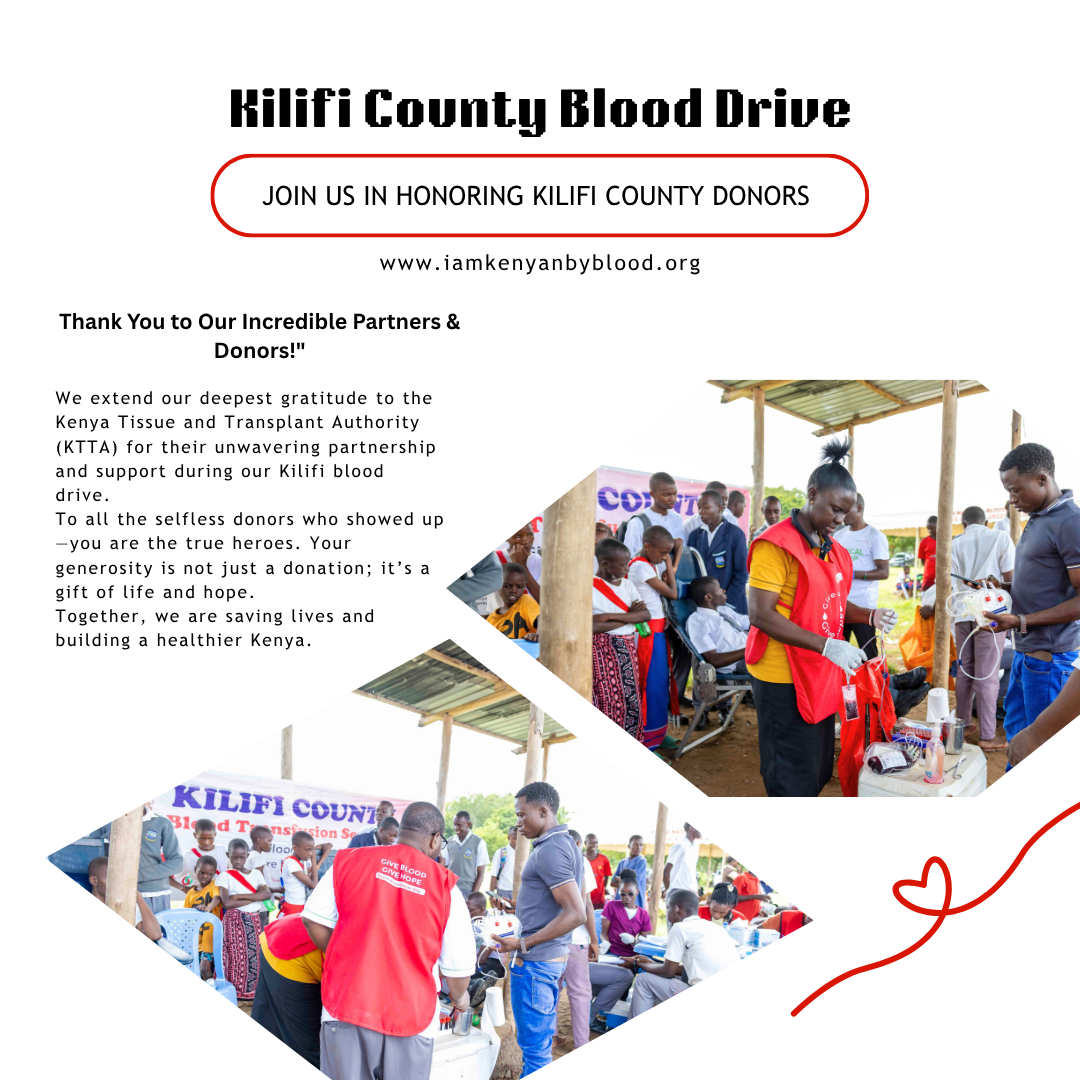 Kilifi County Blood Drive
JOIN US IN HONORING KILIFI COUNTY DONORS
www.iamkenyanbyblood.org
Thank You to Our Incredible Partners &
Donors!"
We extend our deepest gratitude to the
Kenya Tissue and Transplant Authority
(KTTA) for their unwavering partnership
and support during our Kilifi blood
drive.
To all the selfless donors who showed up
—you are the true heroes. Your
generosity is not just a donation; it's a
gift of life and hope.
Together, we are saving lives and
building a healthier Kenya.
COUNT
KILIFI COUNT
Blood Transfusion Se
GIVE BLOOD
GIVE HOPE